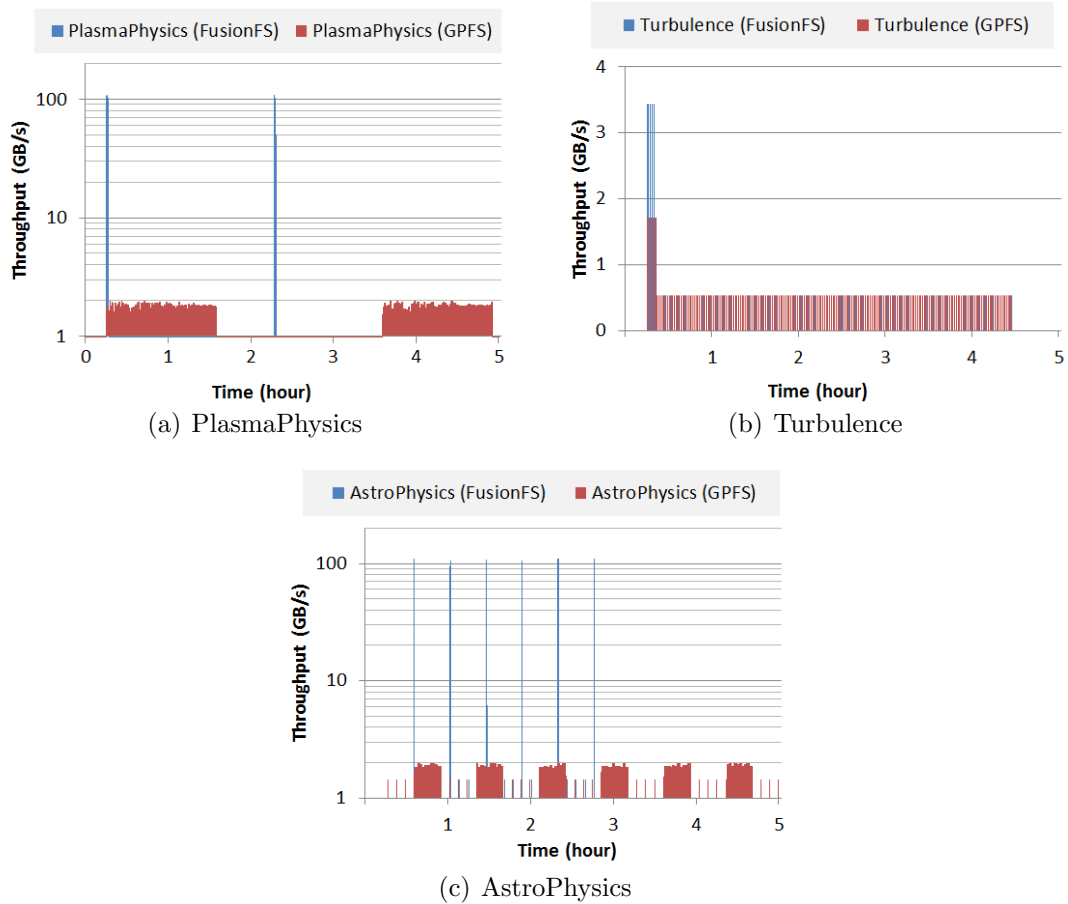 PlasmaPhysics (FusionFS) PlasmaPhysics (GPFS)
Throughput (GB/s)
100
10
1
0 1 2 3 4 5
Time (hour)
(a) PlasmaPhysics
Turbulence (FusionFS) Turbulence (GPFS)
Throughput (GB/s)
4
3
2
1
0
1 2 3 4 5
Time (hour)
(b) Turbulence
AstroPhysics (FusionFS) AstroPhysics (GPFS)
Throughput (GB/s)
100
10
1
1 2 3 4 5
Time (hour)
(c) AstroPhysics